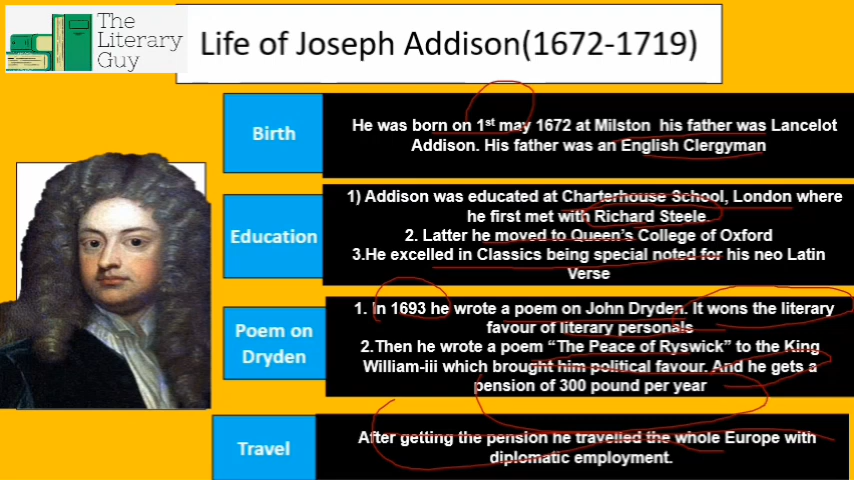 The
Literary
Guy
Life of Joseph Addison(1672-1719)
Birth
He was born on 1st may 1672 at Milston his father was Lancelot
Addison. His father was an English Clergyman
Education
1) Addison was educated at Charterhouse School, London where
he first met with Richard Steele.
2. Latter he moved to Queen's College of Oxford
3.He excelled in Classics being special noted for his neo Latin
Verse
Poem on
Dryden
1. In 1693 he wrote a poem on John Dryden. It wons the literary
favour of literary personals
2.Then he wrote a poem “The Peace of Ryswick” to the King
William-iii which brought him political favour. And he gets a
pension of 300 pound per year
Travel
After getting the pension he travelled the whole Europe with
diplomatic employment.